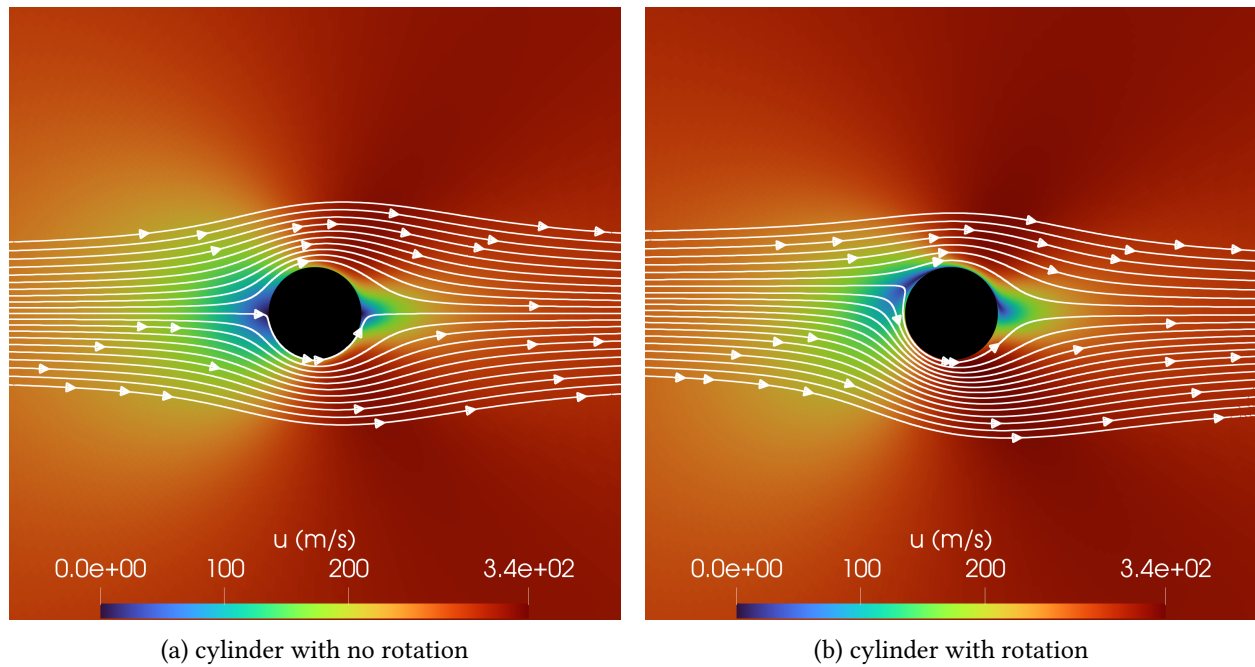 u (m/s)
0.0e+00 100 200 3.4e+02
(a) cylinder with no rotation
u (m/s)
0.0e+00 100 200 3.4e+02
(b) cylinder with rotation